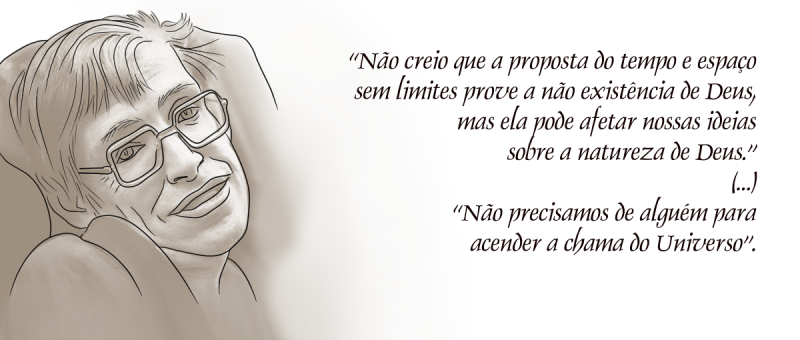 “Não creio que a proposta do tempo e espaço
sem limites prove a não existência de Deus,
mas ela pode afetar nossas ideias
sobre a natureza de Deus.”
(...)
“Não precisamos de alguém para
acender a chama do Universo”.